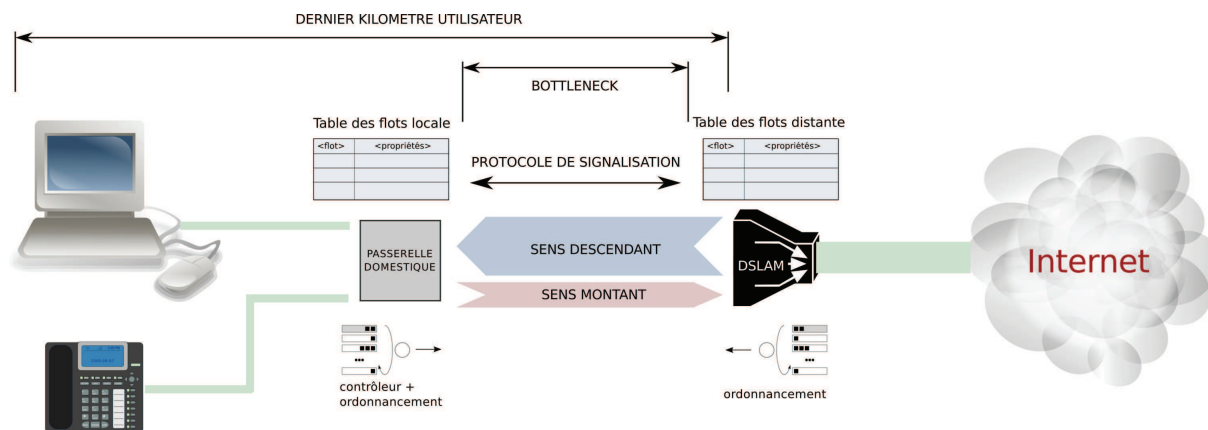 DERNIER KILOMETRE UTILISATEUR
BOTTLENECK
Table des flots locale
Table des flots distante
<flot> <propriétés>
<flot> <propriétés>
PROTOCOLE DE SIGNALISATION
PASSERELLE
DOMESTIQUE
SENS DESCENDANT
DSLAM
Internet
SENS MONTANT
contrôleur +
ordonnancement
ordonnancement